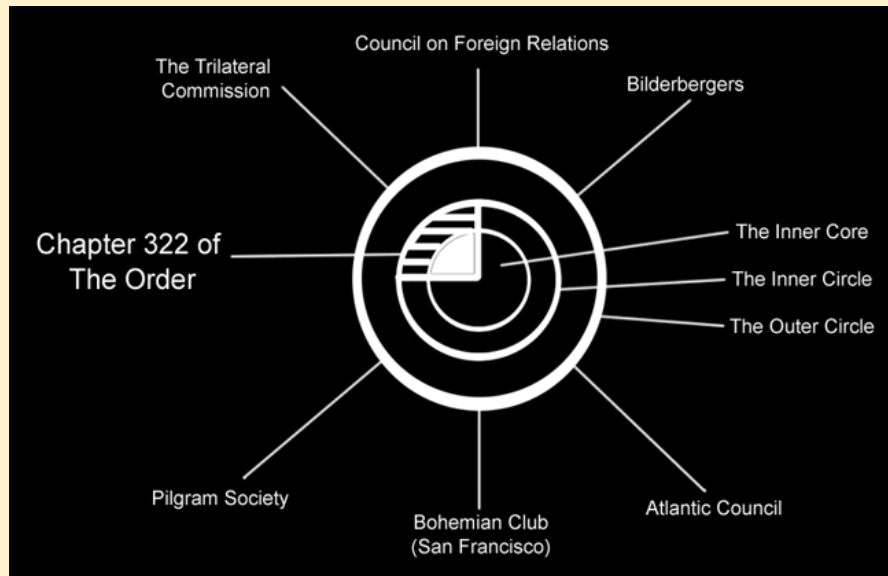 Council on Foreign Relations
The Trilateral
Commission
Bilderbergers
Chapter 322 of
The Order
The Inner Core
The Inner Circle
The Outer Circle
Pilgram Society
Bohemian Club
(San Francisco)
Atlantic Council